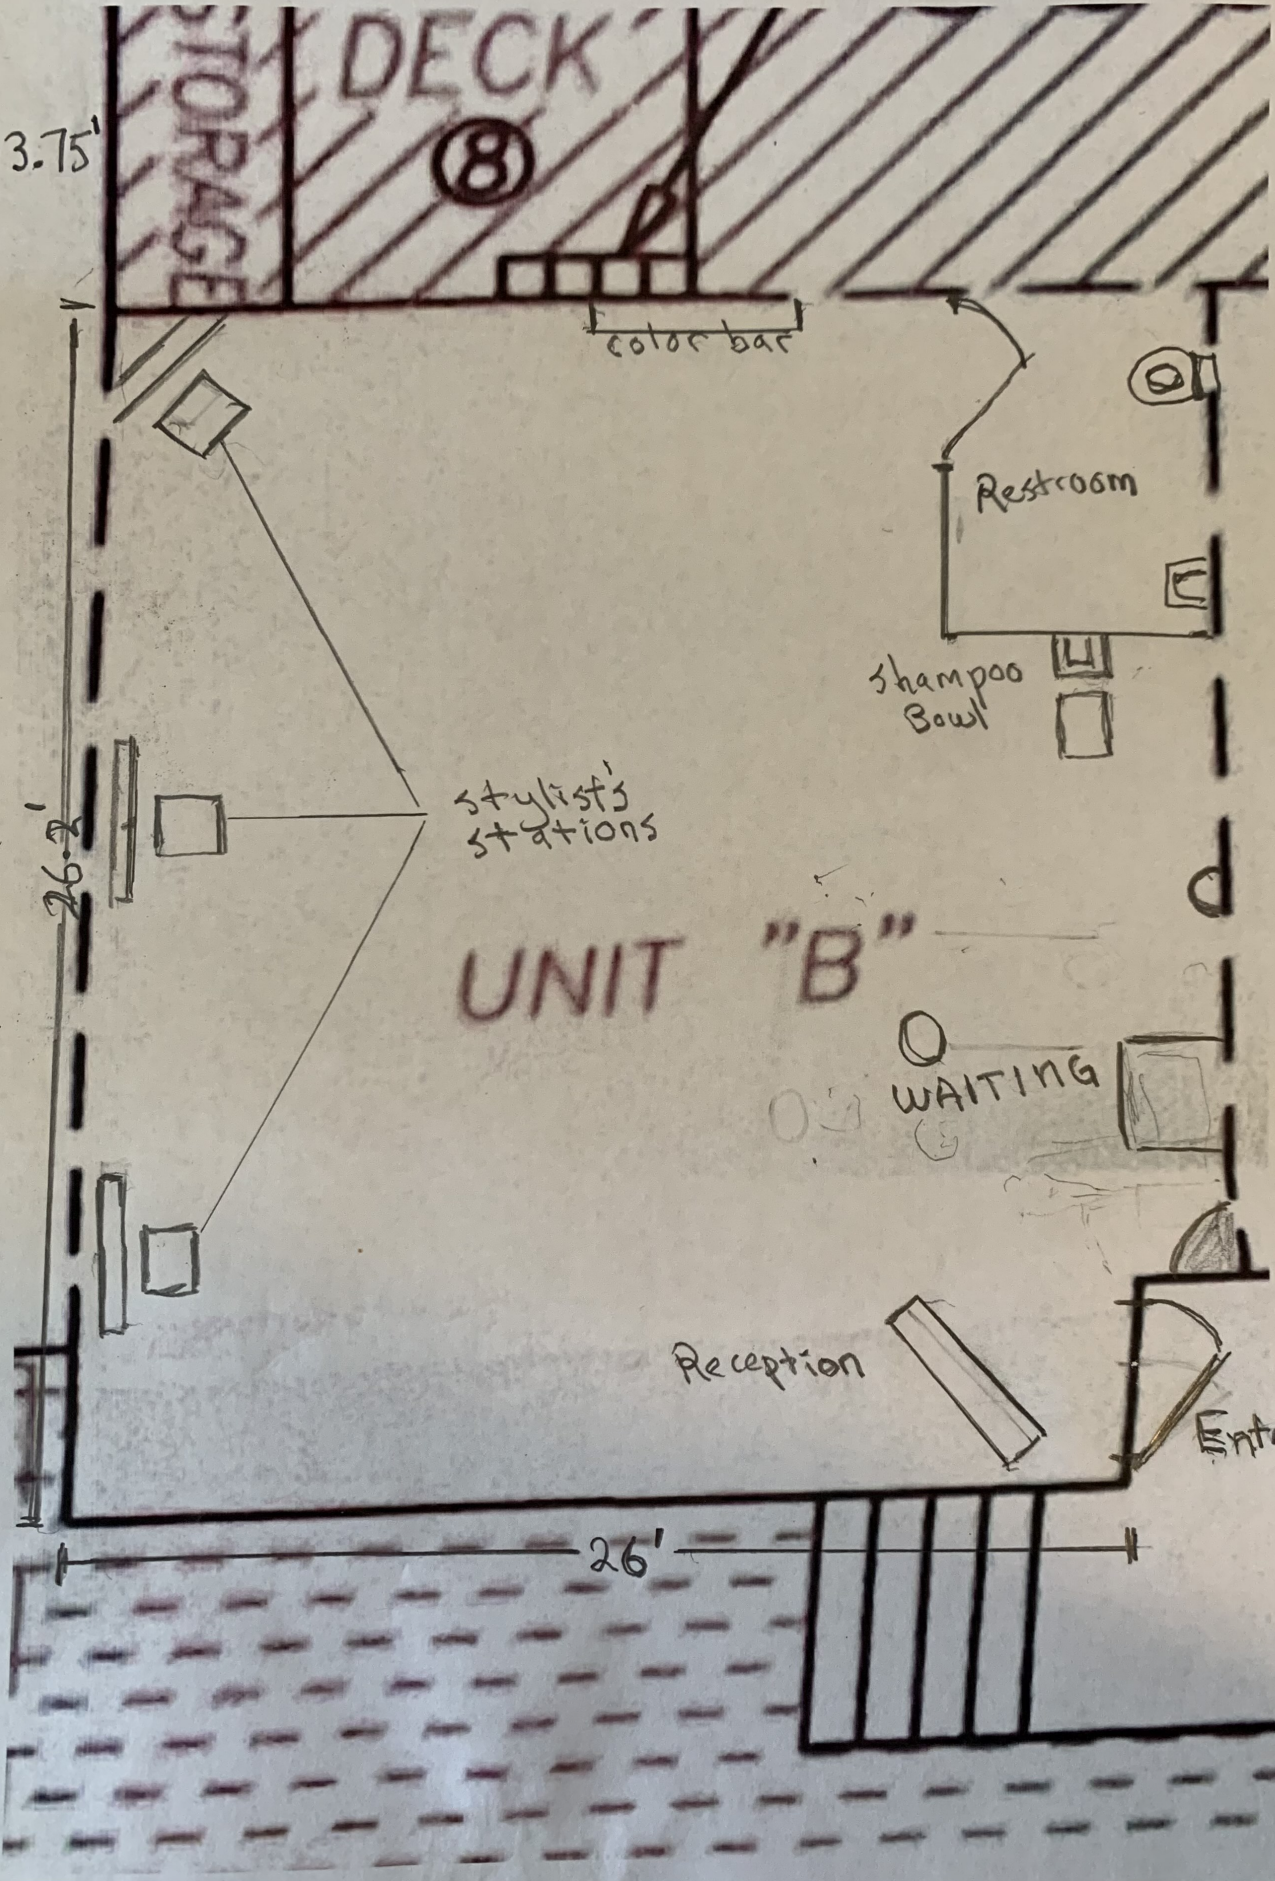 STORAGE
DECK
8
3.75'
color bar
Restroom
Shampoo
Bowl
stylist's
stations
26.2'
UNIT "B"
WAITING
Reception
26'